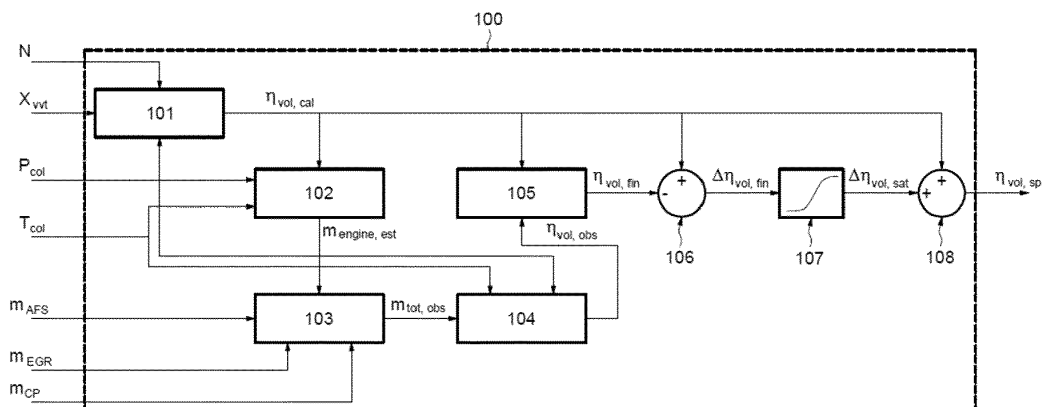 100
N
X vvt
101
η vol, cal
P col
102
105
η vol, fin
+
-
Δη vol, fin
Δη vol, sat
+
+
η vol, sp
T col
m engine, est
η vol, obs
106
107
108
m AFS
103
m tot, obs
104
m EGR
m CP